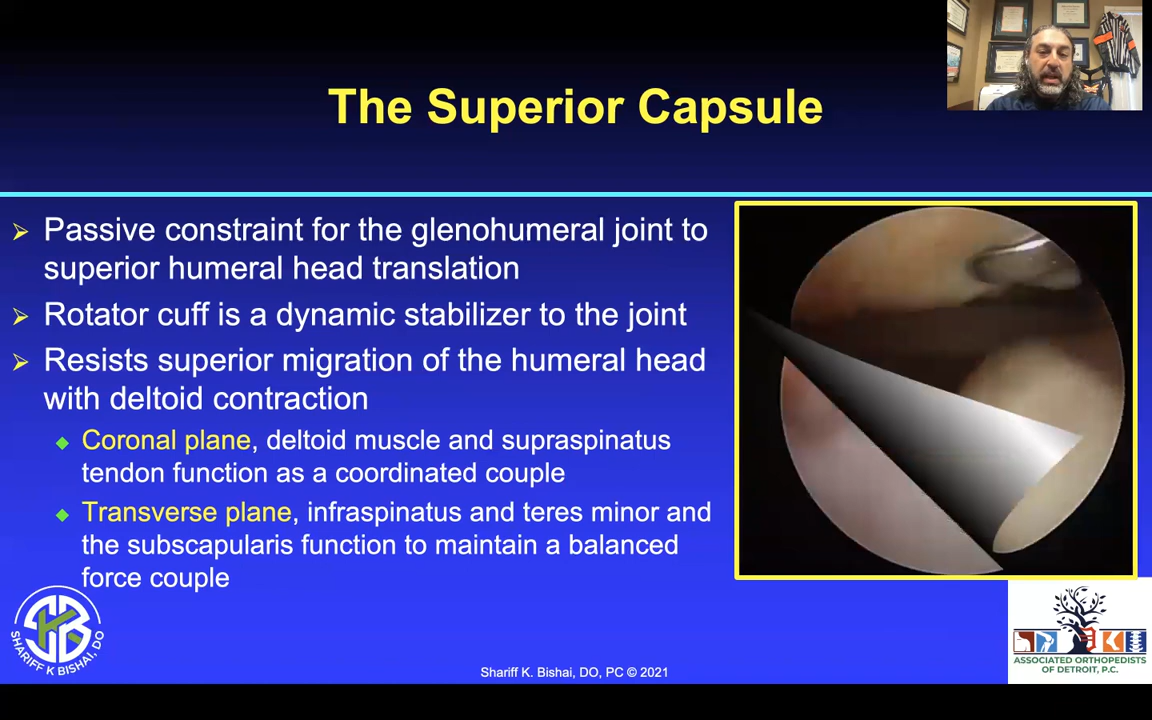 The Superior Capsule
Passive constraint for the glenohumeral joint to
superior humeral head translation
Rotator cuff is a dynamic stabilizer to the joint
Resists superior migration of the humeral head
with deltoid contraction
Coronal plane, deltoid muscle and supraspinatus
tendon function as a coordinated couple
Transverse plane, infraspinatus and teres minor and
the subscapularis function to maintain a balanced
force couple
SKB
SHARIFF K BISHAI, DO
Shariff K. Bishai, DO, PC © 2021
ASSOCIATED ORTHOPEDISTS
OF DETROIT, P.C.